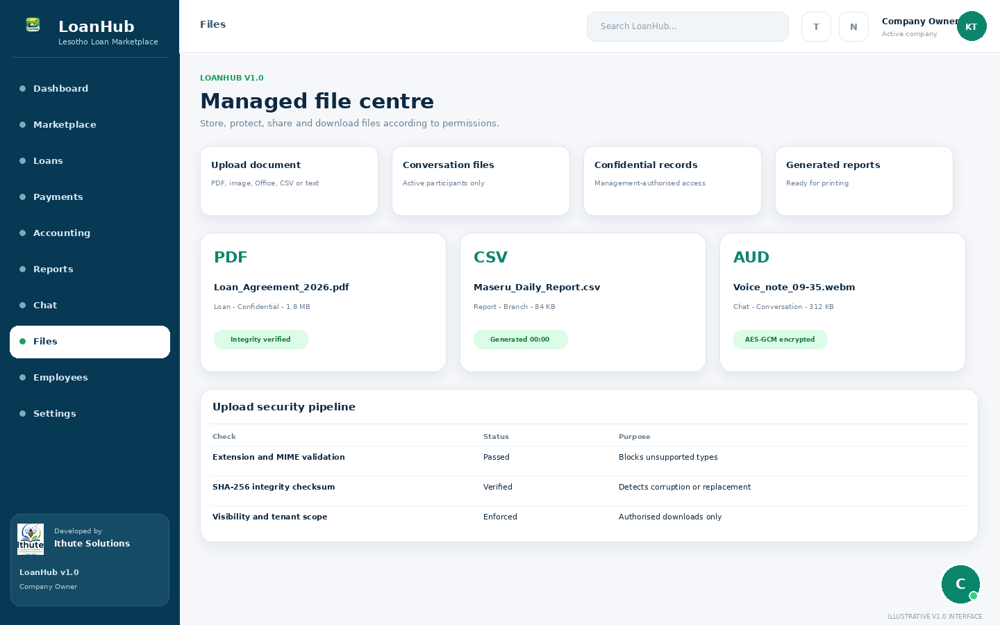 LoanHub
Lesotho Loan Marketplace
Dashboard
Marketplace
Loans
Payments
Accounting
Reports
Chat
Files
Employees
Settings
Ithute
SOLUTIONS
Developed by
Ithute Solutions
LoanHub v1.0
Company Owner
Files
Search LoanHub...
T
N
Company Owner
Active company
KT
LOANHUB V1.0
Managed file centre
Store, protect, share and download files according to permissions.
Upload document
PDF, image, Office, CSV or text
Conversation files
Active participants only
Confidential records
Management-authorised access
Generated reports
Ready for printing
PDF
Loan_Agreement_2026.pdf
Loan - Confidential - 1.8 MB
Integrity verified
CSV
Maseru_Daily_Report.csv
Report - Branch - 84 KB
Generated 00:00
AUD
Voice_note_09-35.webm
Chat - Conversation - 312 KB
AES-GCM encrypted
Upload security pipeline
Check Status Purpose
Extension and MIME validation Passed Blocks unsupported types
SHA-256 integrity checksum Verified Detects corruption or replacement
Visibility and tenant scope Enforced Authorised downloads only
C
ILLUSTRATIVE V1.0 INTERFACE